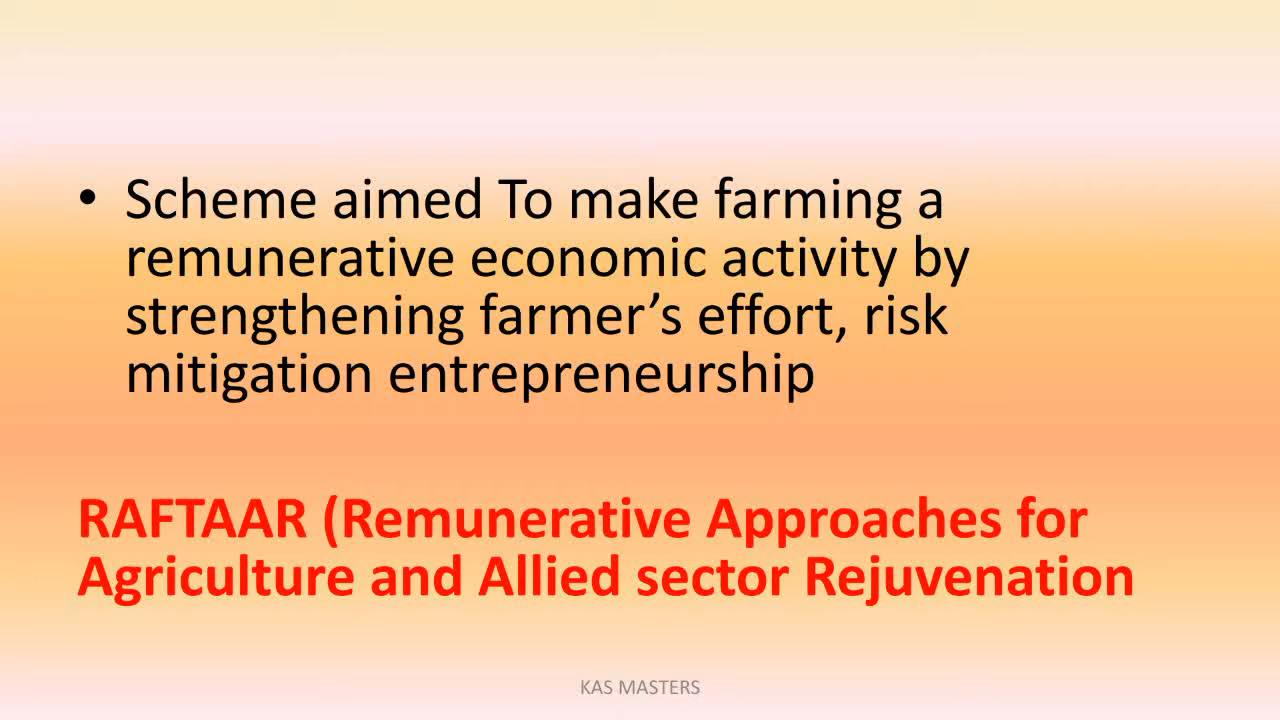 • Scheme aimed To make farming a
remunerative economic activity by
strengthening farmer’s effort, risk
mitigation entrepreneurship
RAFTAAR (Remunerative Approaches for
Agriculture and Allied sector Rejuvenation
KAS MASTERS